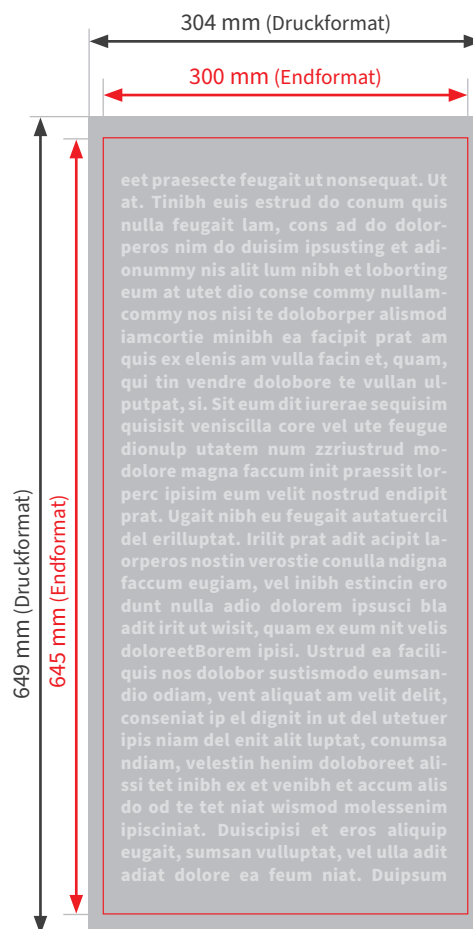 304 mm (Druckformat)
300 mm (Endformat)
649 mm (Druckformat)
645 mm (Endformat)
eet praesecte feugait ut nonsequat. Ut
at. Tinibh euis estrud do conum quis
nulla feugait lam, cons ad do dolor-
peros nim do duisim ipsusting et adi-
onummy nis alit lum nibh et loborting
eum at utet dio conse commy nullam-
commy nos nisi te doloborper alismod
iamcortie minibh ea facipit prat am
quis ex elenis am vulla facin et, quam,
qui tin vendre dolobore te vullan ul-
putpat, si. Sit eum dit iurerae sequisim
quisisit veniscilla core vel ute feugue
dionulp utatem num zzriustrud mo-
dolore magna faccum init praessit lor-
perc ipisim eum velit nostrud endipit
prat. Ugait nibh eu feugait autatuercil
del erilluptat. Irilit prat adit acipit la-
orperos nostin verostie conulla ndigna
faccum eugiam, vel inibh estincin ero
dunt nulla adio dolorem ipsusci bla
adit irit ut wisit, quam ex eum nit velis
doloreetBorem ipisi. Ustrud ea facili-
quis nos dolobor sustismodo eumsan-
dio odiam, vent aliquat am velit delit,
conseniat ip el dignit in ut del utetuer
ipis niam del enit alit luptat, conumsa
ndiam, velestin henim doloboreet ali-
ssi tet inibh ex et venibh et accum alis
do od te tet niat wismod molessenim
ipisciniat. Duiscipisi et eros aliquip
eugait, sumsan vulluptat, vel ulla adit
adiat dolore ea feum niat. Duipsum